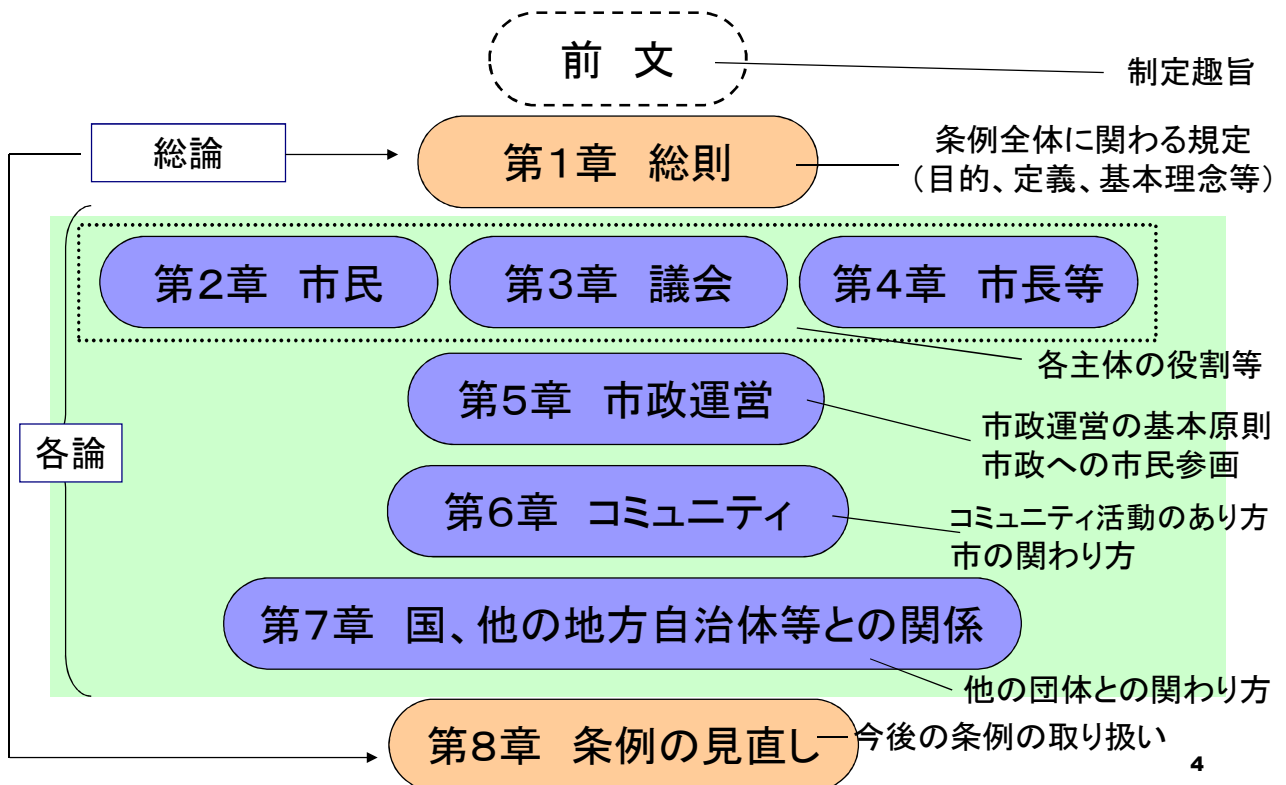 前 文
制定趣旨
総論
第1章 総則
条例全体に関わる規定
(目的、定義、基本理念等)
第2章 市民
第3章 議会
第4章 市長等
各主体の役割等
第5章 市政運営
市政運営の基本原則
市政への市民参画
各論
第6章 コミュニティ
コミュニティ活動のあり方
市の関わり方
第7章 国、他の地方自治体等との関係
他の団体との関わり方
第8章 条例の見直し
今後の条例の取り扱い
4